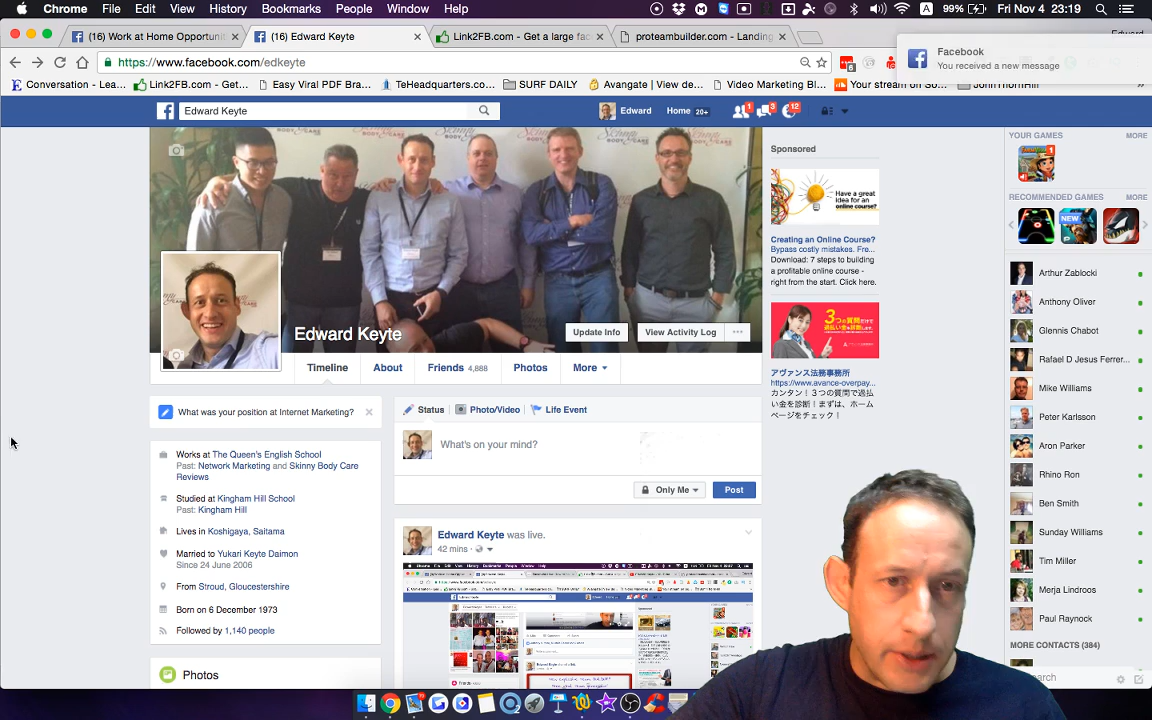 Chrome File Edit View History Bookmarks People Window Help
99% Fri Nov 4 23:19
(16) Work at Home Opportuni
(16) Edward Keyte
Link2FB.com - Get a large fac
proteambuilder.com - Landing
Edward
https://www.facebook.com/edkeyte
Facebook
You received a new message
Conversation - Lea...
Link2FB.com - Get...
Easy Viral PDF Bra...
TeHeadquarters.co...
SURF DAILY
Avangate | View de...
Video Marketing Bl...
Your stream on So...
JohnThornHill
Edward Keyte
Edward
Home 20+
1
3
12
Edward Keyte
Update Info
View Activity Log
Timeline
About
Friends 4,888
Photos
More
What was your position at Internet Marketing?
Works at The Queen's English School
Past: Network Marketing and Skinny Body Care
Reviews
Studied at Kingham Hill School
Past: Kingham Hill
Lives in Koshigaya, Saitama
Married to Yukari Keyte Daimon
Since 24 June 2006
From Stroud, Gloucestershire
Born on 6 December 1973
Followed by 1,140 people
Photos
Status
Photo/Video
Life Event
What's on your mind?
Only Me
Post
Edward Keyte was live.
42 mins
Sponsored
Have a
great idea for an
online course?
Creating an Online Course?
Bypass costly mistakes. Fre...
Download: 7 steps to building
a profitable online course -
right from the start. Click here.
アヴァンス法務事務所
https://www.avance-overpay...
カンタン！３つの質問で過払
い金を診断！まずは、ホーム
ページをチェック！
YOUR GAMES
MORE
1
RECOMMENDED GAMES
MORE
NEW
Arthur Zablocki
Anthony Oliver
Glennis Chabot
Rafael D Jesus Ferrer...
Mike Williams
Peter Karlsson
Aron Parker
Rhino Ron
Ben Smith
Sunday Williams
Tim Miller
Merja Lindroos
Paul Raynock
MORE CONTACTS (384)